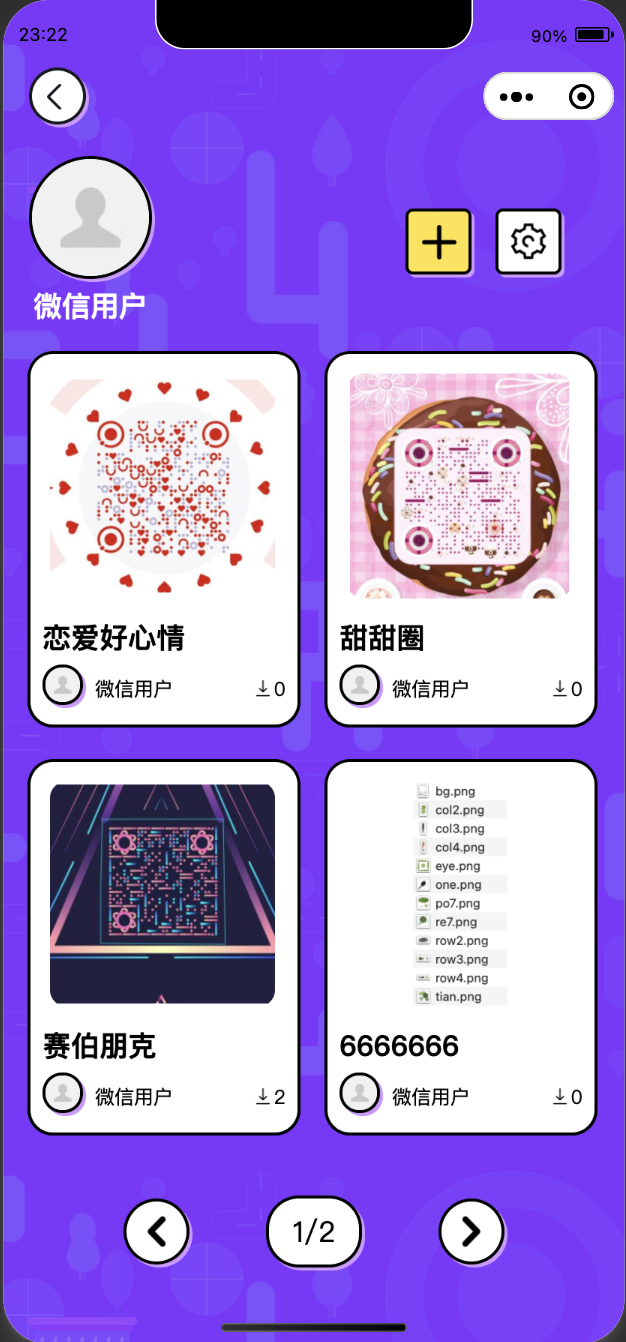 23:22
90%
微信用户
恋爱好心情
微信用户
0
甜甜圈
微信用户
0
赛伯朋克
微信用户
2
bg.png
col2.png
col3.png
col4.png
eye.png
one.png
po7.png
re7.png
row2.png
row3.png
row4.png
tian.png
6666666
微信用户
0
1/2